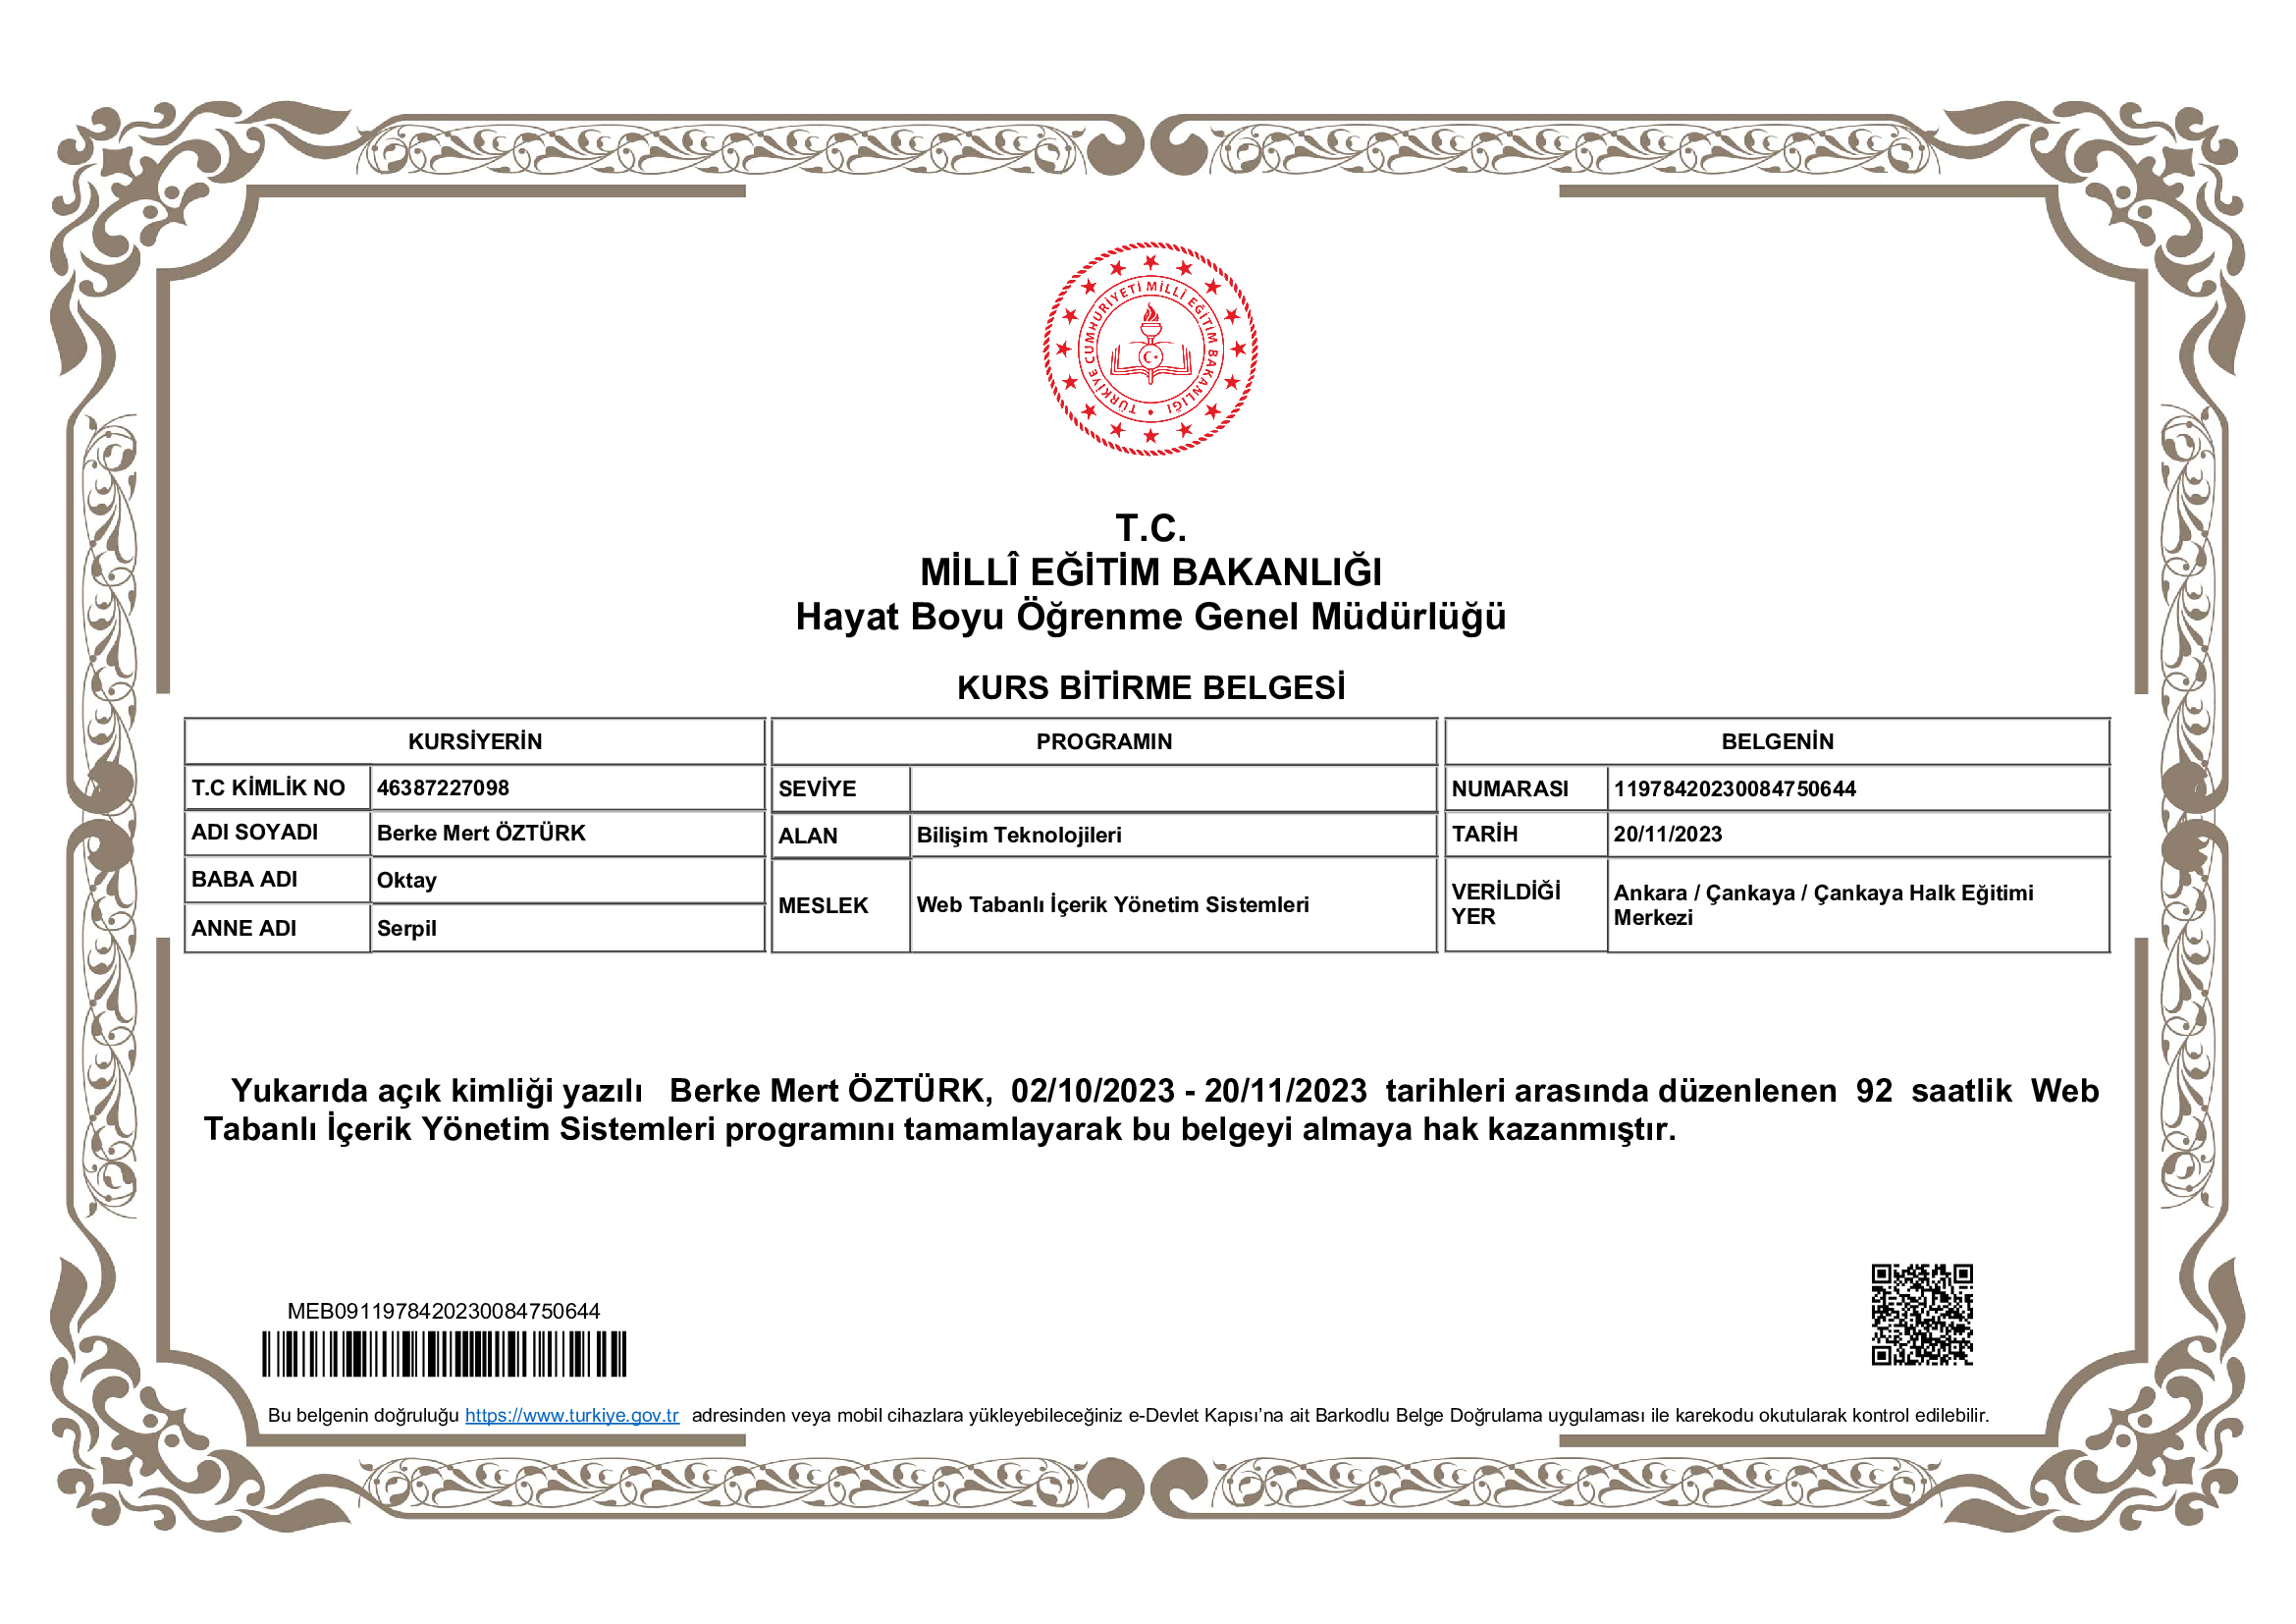 TÜRKİYE CUMHURİYETİ MİLLÎ EĞİTİM BAKANLIĞI
T.C.
MİLLÎ EĞİTİM BAKANLIĞI
Hayat Boyu Öğrenme Genel Müdürlüğü
KURS BİTİRME BELGESİ
KURSİYERİN
T.C KİMLİK NO 46387227098
ADI SOYADI Berke Mert ÖZTÜRK
BABA ADI Oktay
ANNE ADI Serpil
PROGRAMIN
SEVİYE
ALAN Bilişim Teknolojileri
MESLEK Web Tabanlı İçerik Yönetim Sistemleri
BELGENİN
NUMARASI 11978420230084750644
TARİH 20/11/2023
VERİLDİĞİ
YER
Ankara / Çankaya / Çankaya Halk Eğitimi
Merkezi
Yukarıda açık kimliği yazılı Berke Mert ÖZTÜRK, 02/10/2023 - 20/11/2023 tarihleri arasında düzenlenen 92 saatlik Web
Tabanlı İçerik Yönetim Sistemleri programını tamamlayarak bu belgeyi almaya hak kazanmıştır.
MEB0911978420230084750644
Bu belgenin doğruluğu https://www.turkiye.gov.tr adresinden veya mobil cihazlara yükleyebileceğiniz e-Devlet Kapısı'na ait Barkodlu Belge Doğrulama uygulaması ile karekodu okutularak kontrol edilebilir.